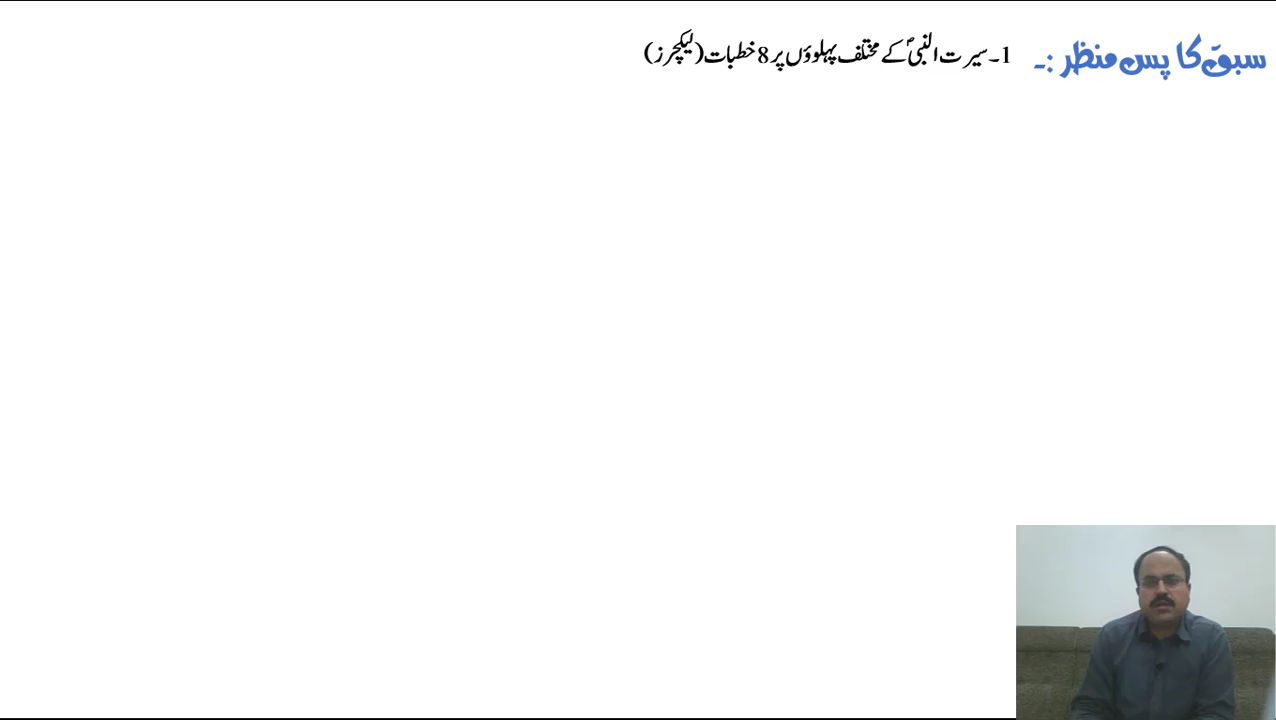 سبق کا پس منظر :۔ 1۔ سیرت النبیؐ کے مختلف پہلوؤں پر 8 خطبات (لیکچرز)